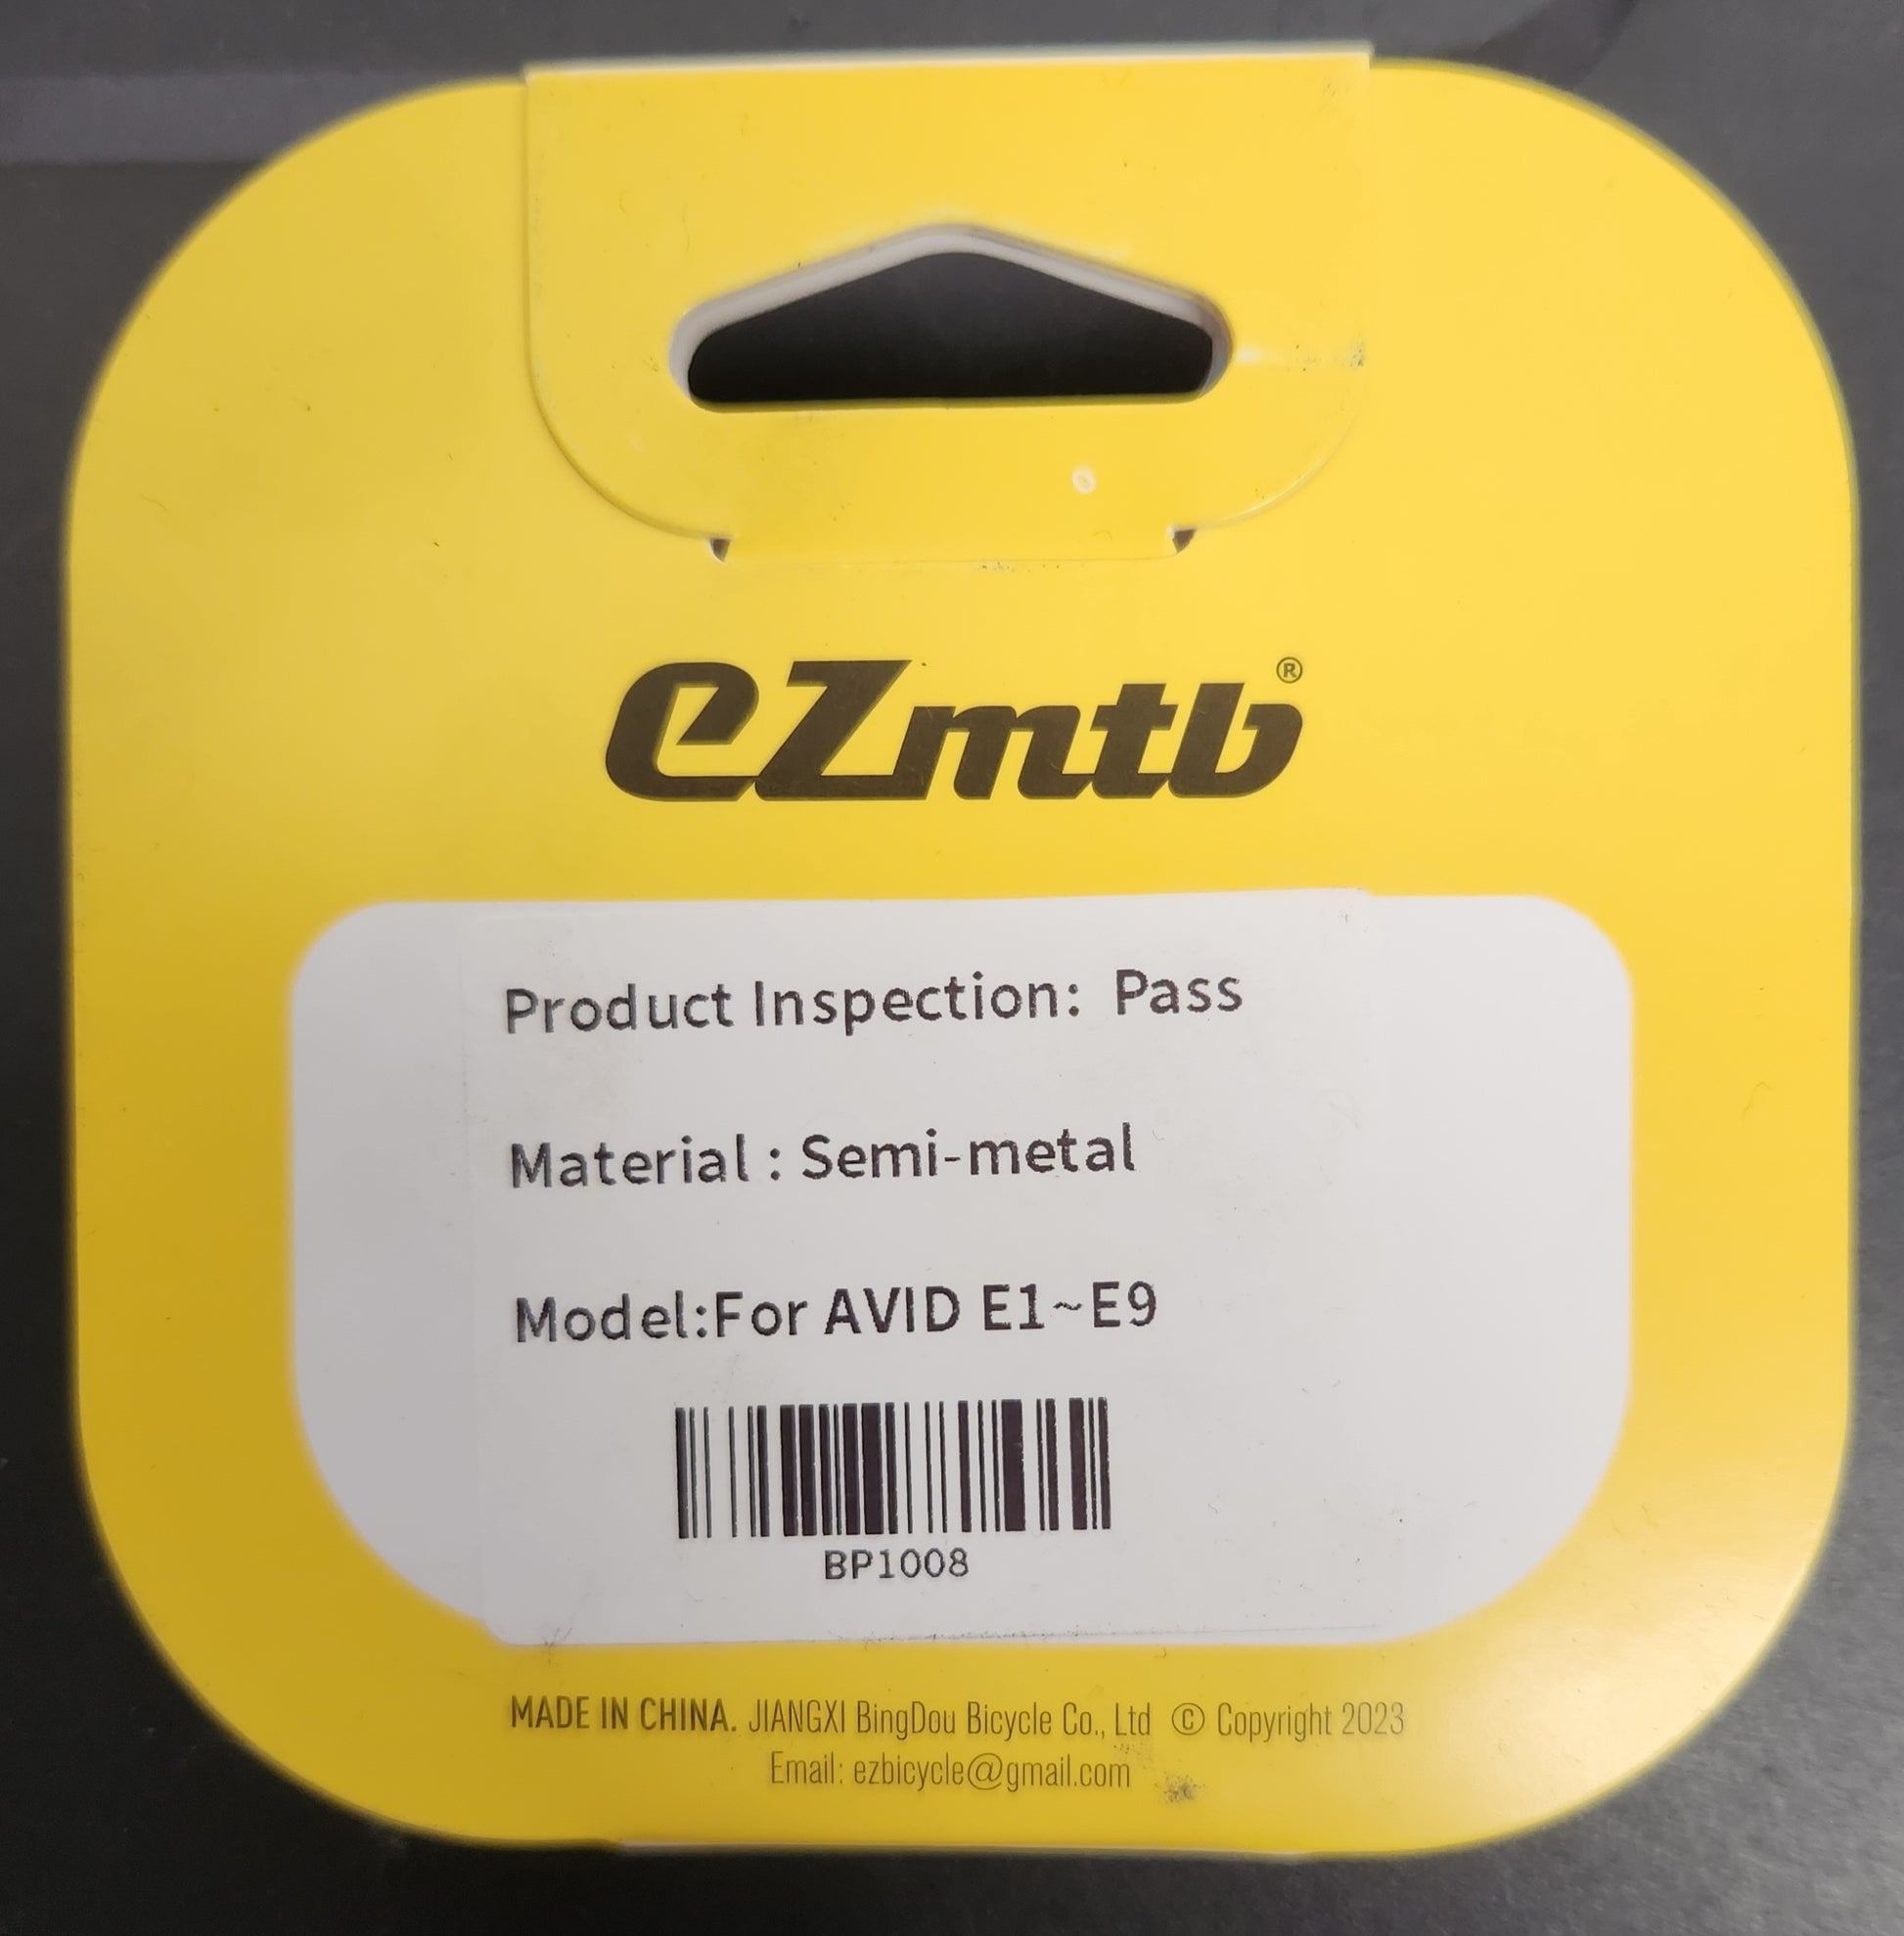 eZmtb®
Product Inspection: Pass
Material : Semi-metal
Model:For AVID E1~E9
BP1008
MADE IN CHINA. JIANGXI BingDou Bicycle Co., Ltd © Copyright 2023
Email: ezbicycle@gmail.com